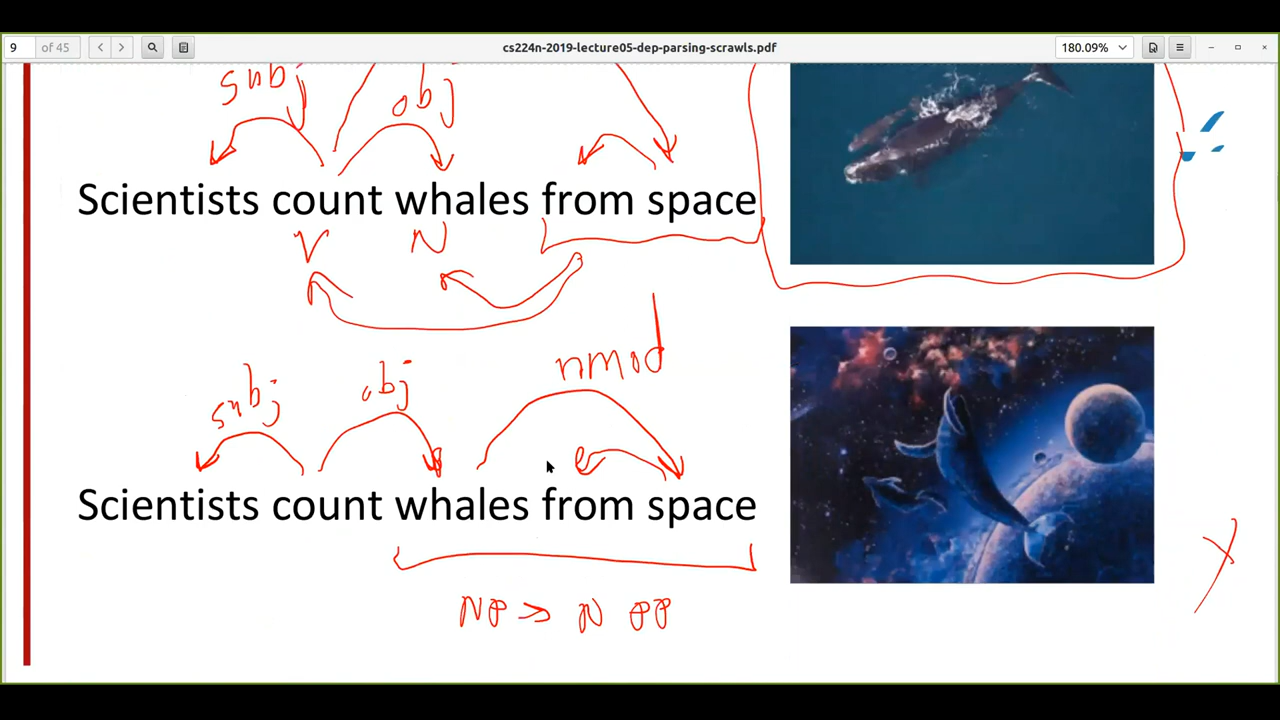 9 of 45 cs224n-2019-lecture05-dep-parsing-scrawls.pdf 180.09%
subj obj
Scientists count whales from space
V N
nmod
subj obj
Scientists count whales from space
NP → N PP